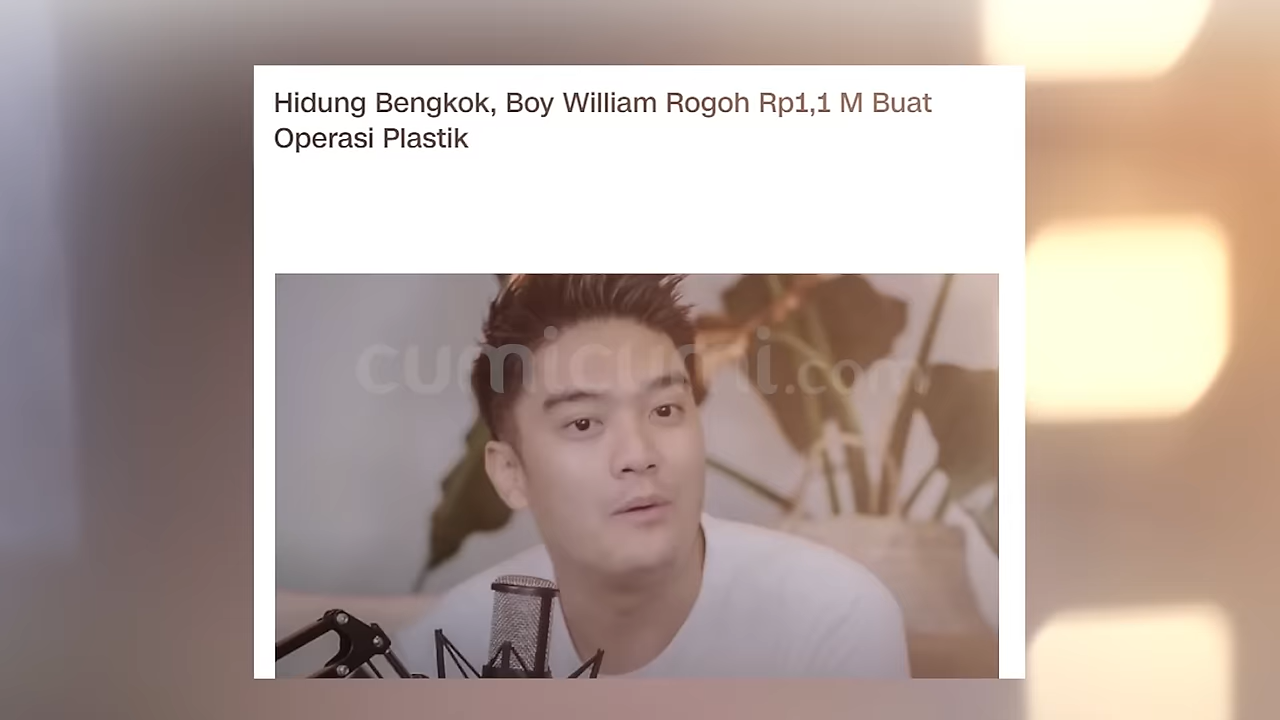 Hidung Bengkok, Boy William Rogoh Rp1,1 M Buat
Operasi Plastik
cumicumi.com